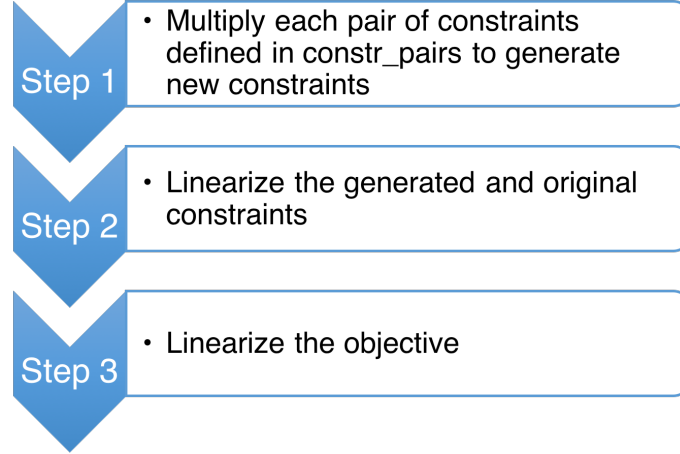 Step 1
• Multiply each pair of constraints
defined in constr_pairs to generate
new constraints
Step 2
• Linearize the generated and original
constraints
Step 3
• Linearize the objective